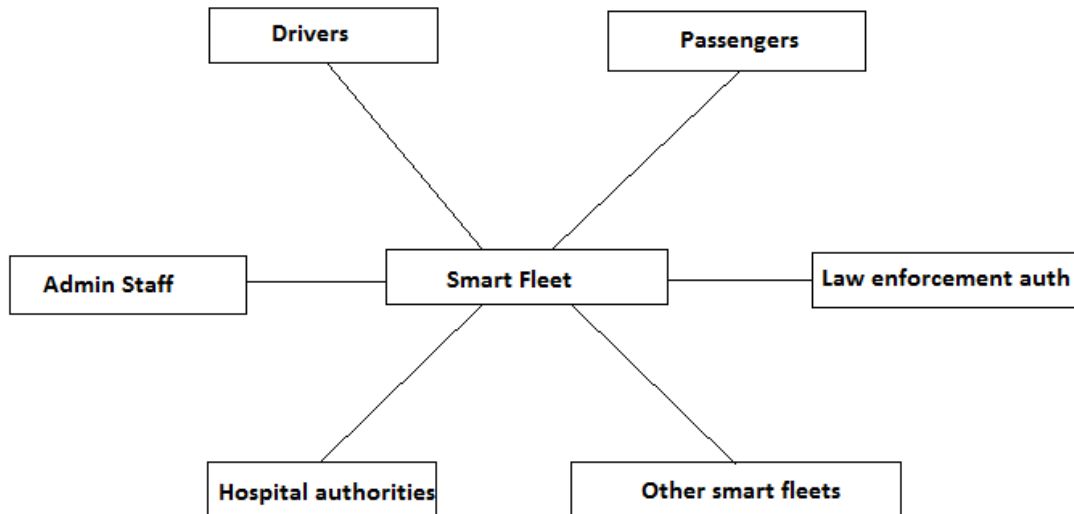 Drivers
Passengers
Admin Staff
Smart Fleet
Law enforcement auth
Hospital authorities
Other smart fleets